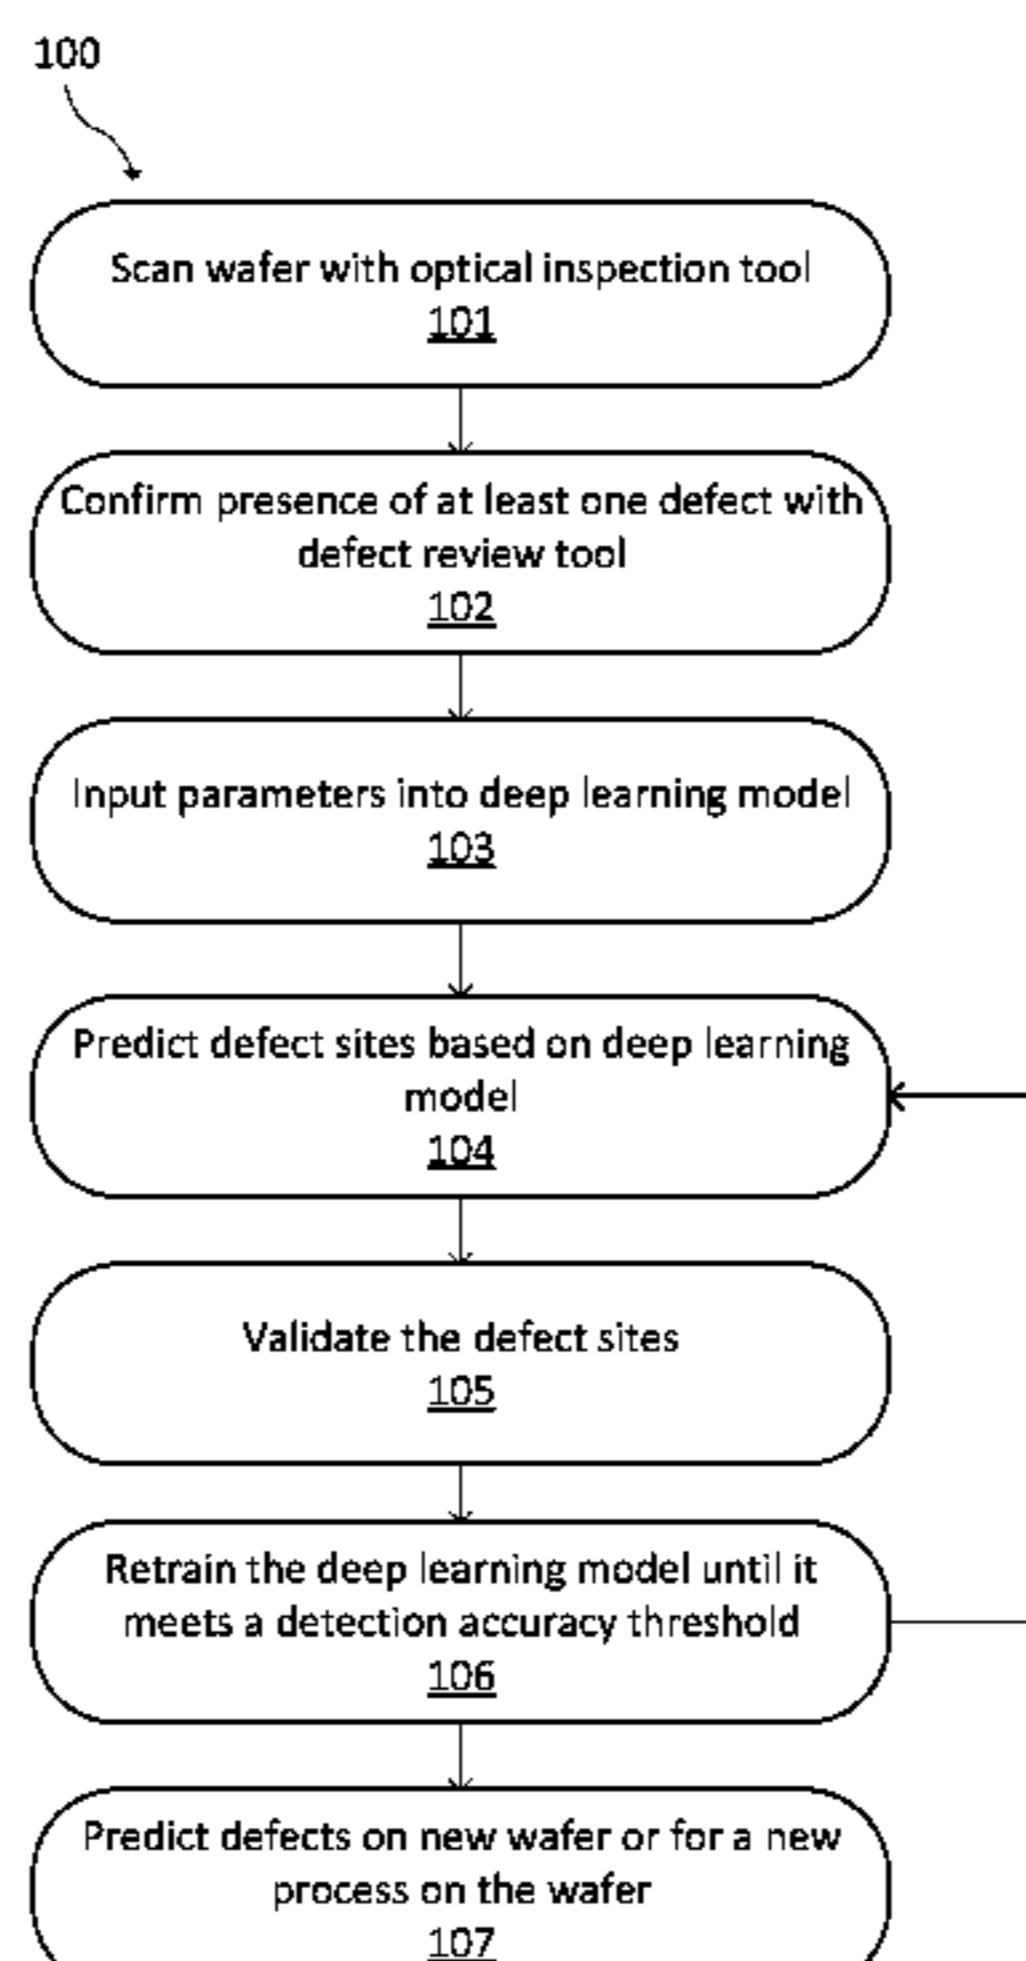 100
Scan wafer with optical inspection tool
101
Confirm presence of at least one defect with
defect review tool
102
Input parameters into deep learning model
103
Predict defect sites based on deep learning
model
104
Validate the defect sites
105
Retrain the deep learning model until it
meets a detection accuracy threshold
106
Predict defects on new wafer or for a new
process on the wafer
107